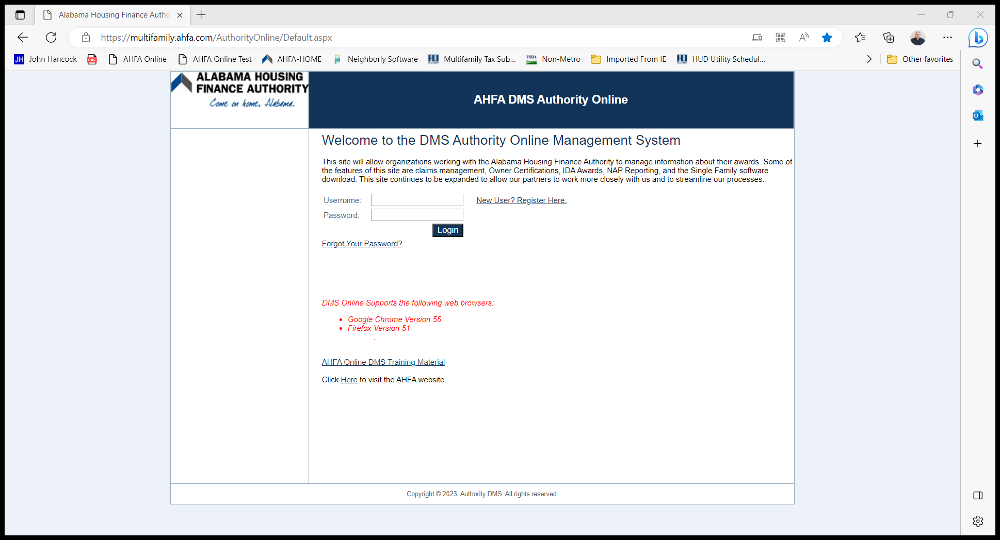 Alabama Housing Finance Autho
https://multifamily.ahfa.com/AuthorityOnline/Default.aspx
JH John Hancock PDF AHFA Online AHFA Online Test AHFA-HOME Neighborly Software Multifamily Tax Sub... USDA Non-Metro Imported From IE HUD Utility Schedul... Other favorites
ALABAMA HOUSING
FINANCE AUTHORITY
Come on home. Alabama.
AHFA DMS Authority Online
Welcome to the DMS Authority Online Management System
This site will allow organizations working with the Alabama Housing Finance Authority to manage information about their awards. Some of
the features of this site are claims management, Owner Certifications, IDA Awards, NAP Reporting, and the Single Family software
download. This site continues to be expanded to allow our partners to work more closely with us and to streamline our processes.
Username: New User? Register Here.
Password:
Login
Forgot Your Password?
DMS Online Supports the following web browsers:
• Google Chrome Version 55
• Firefox Version 51
.
AHFA Online DMS Training Material
Click Here to visit the AHFA website.
Copyright © 2023, Authority DMS. All rights reserved.